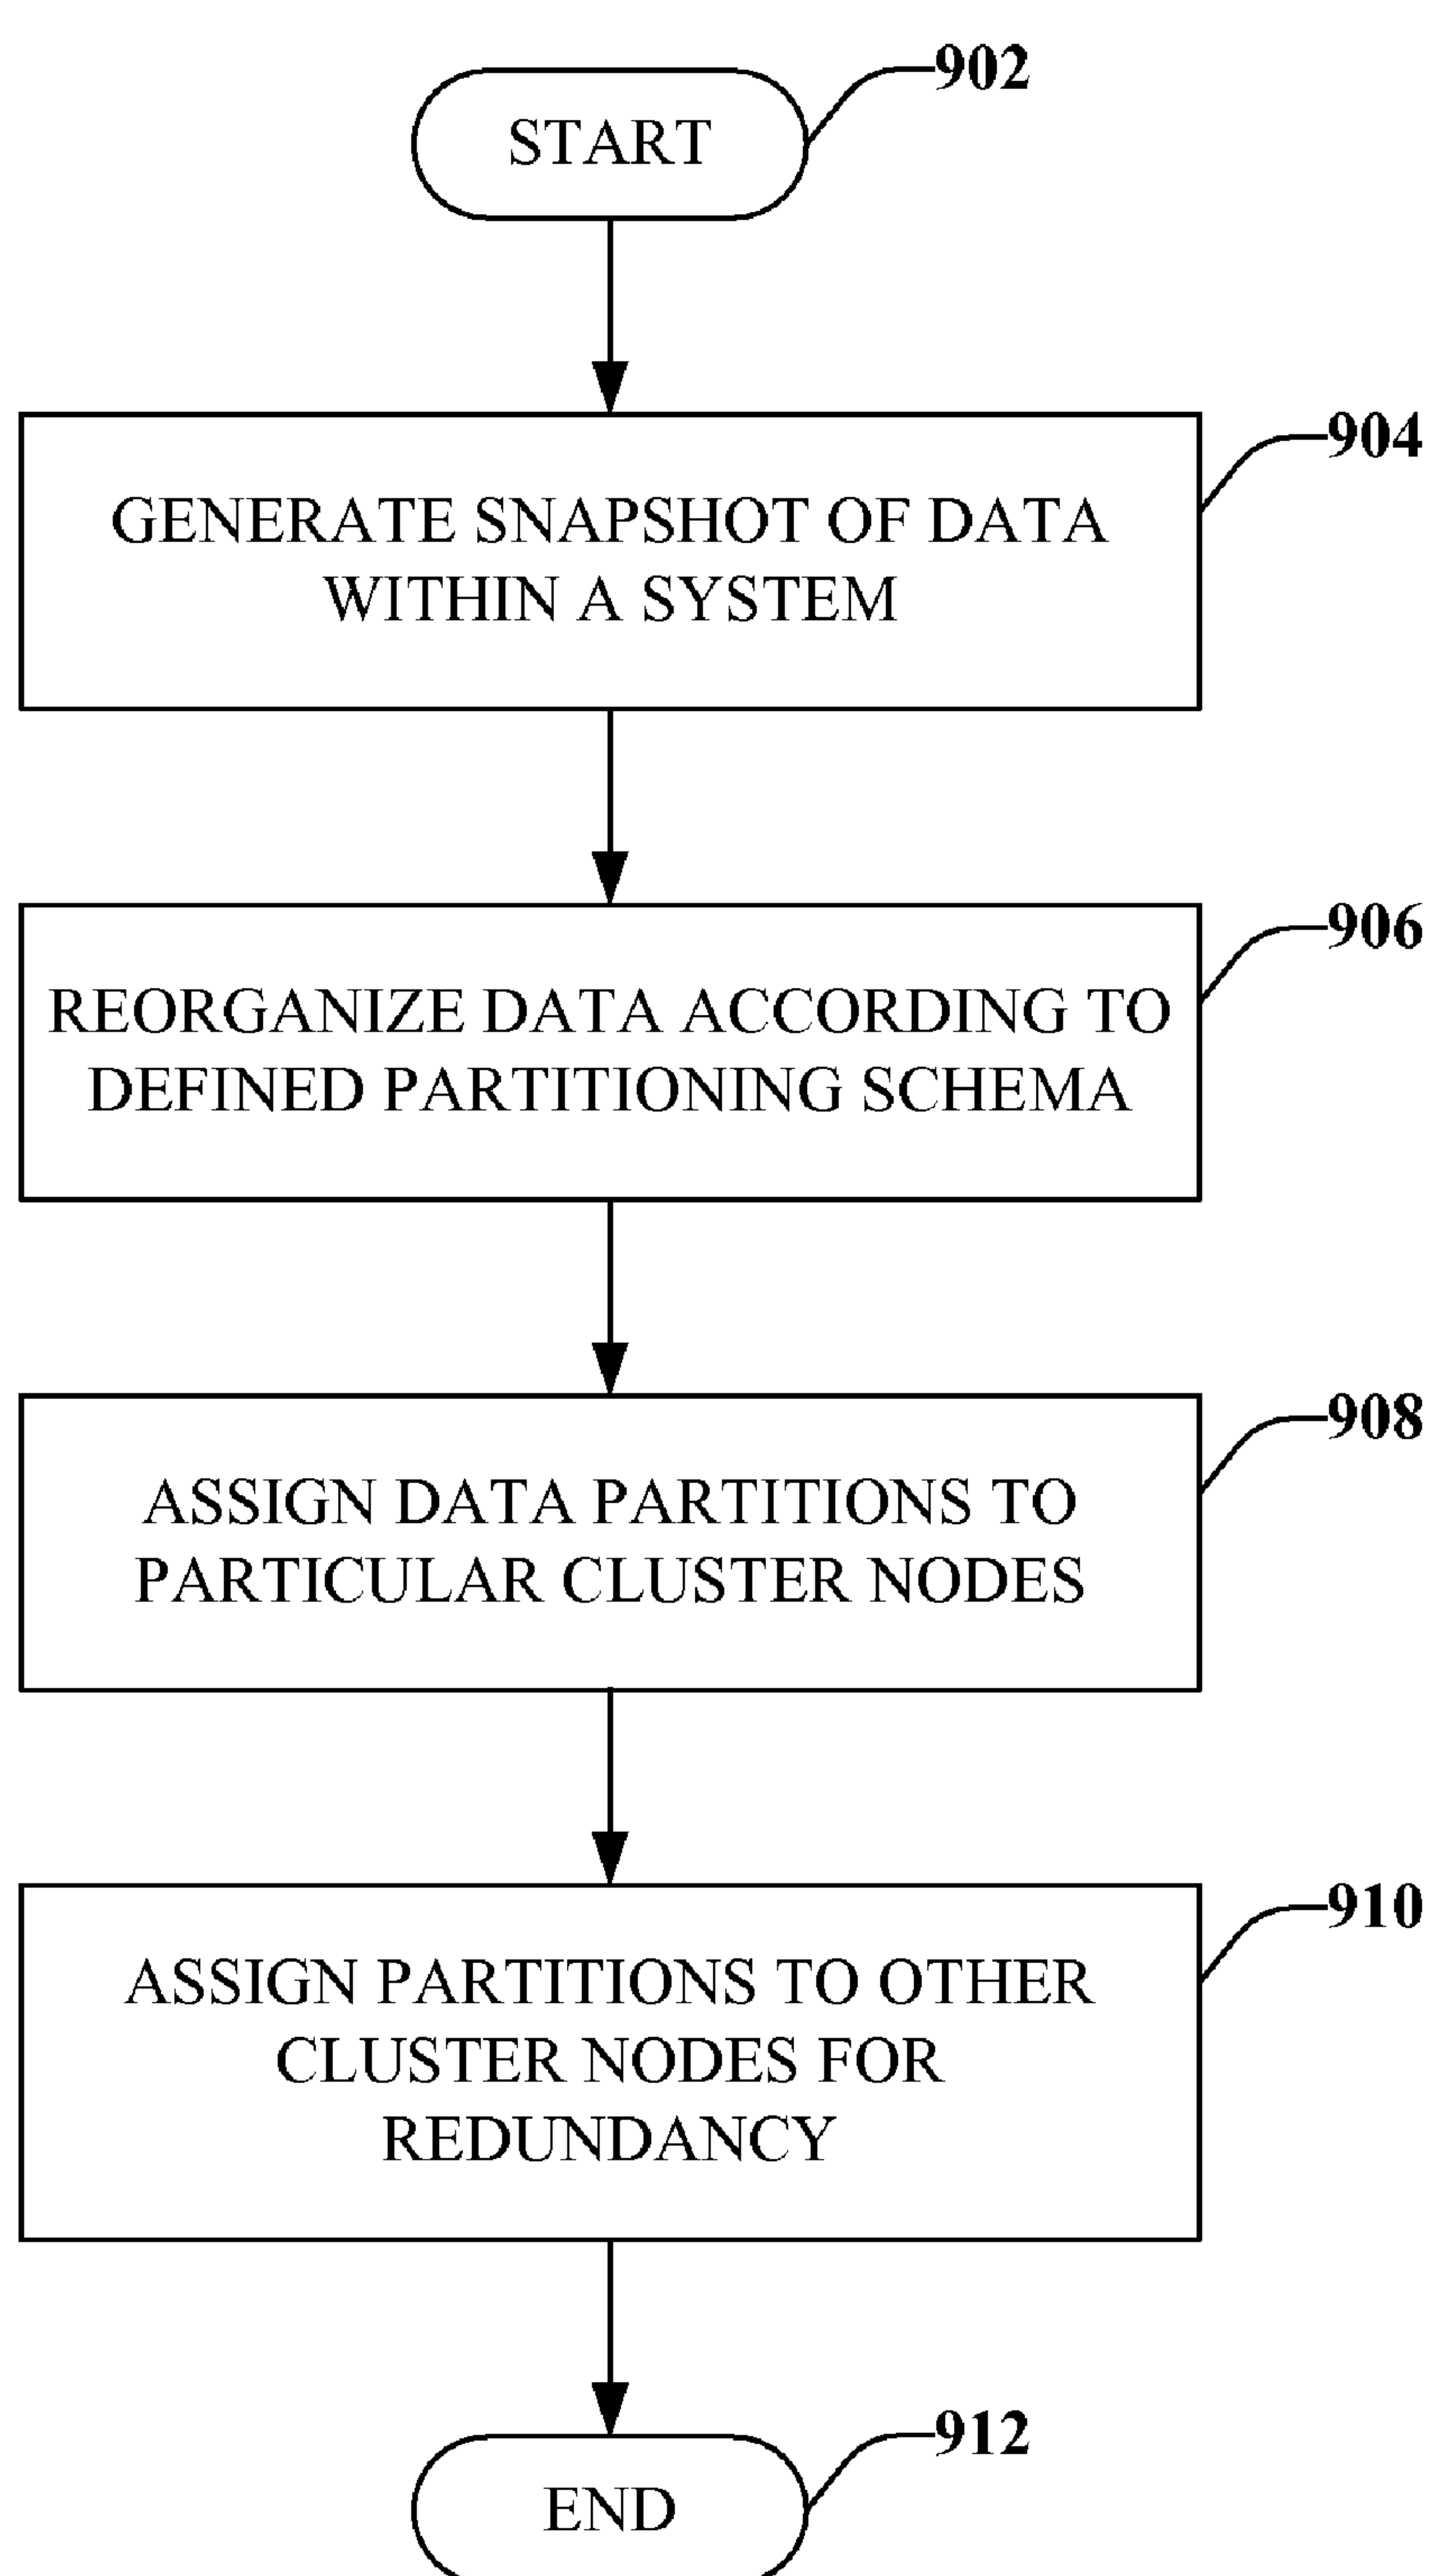 902
START
904
GENERATE SNAPSHOT OF DATA
WITHIN A SYSTEM
906
REORGANIZE DATA ACCORDING TO
DEFINED PARTITIONING SCHEMA
908
ASSIGN DATA PARTITIONS TO
PARTICULAR CLUSTER NODES
910
ASSIGN PARTITIONS TO OTHER
CLUSTER NODES FOR
REDUNDANCY
912
END